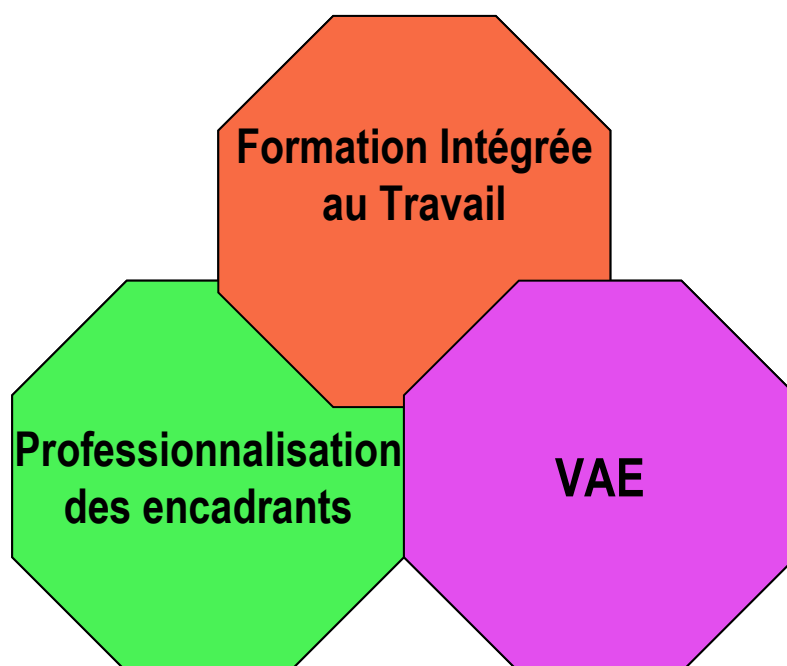 Formation Intégrée
au Travail
Professionnalisation
des encadrants
VAE